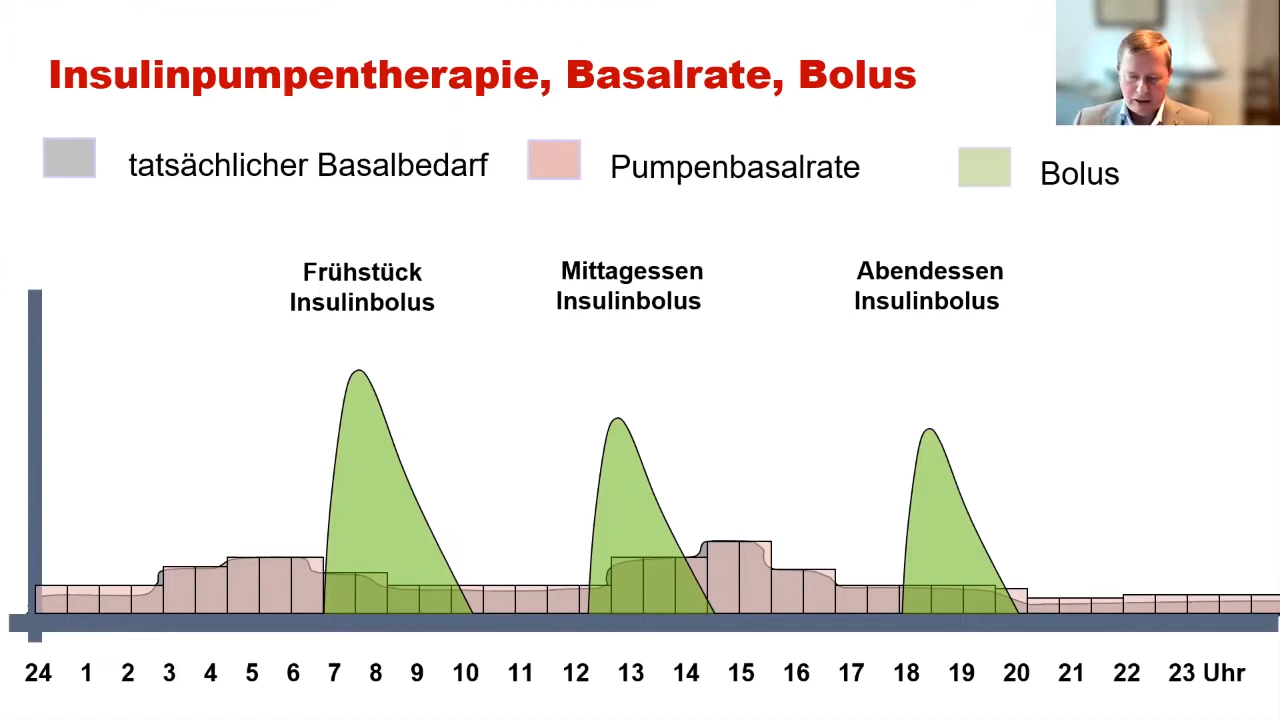 Insulinpumpentherapie, Basalrate, Bolus
tatsächlicher Basalbedarf
Pumpenbasalrate
Bolus
Frühstück
Insulinbolus
Mittagessen
Insulinbolus
Abendessen
Insulinbolus
24 1 2 3 4 5 6 7 8 9 10 11 12 13 14 15 16 17 18 19 20 21 22 23 Uhr